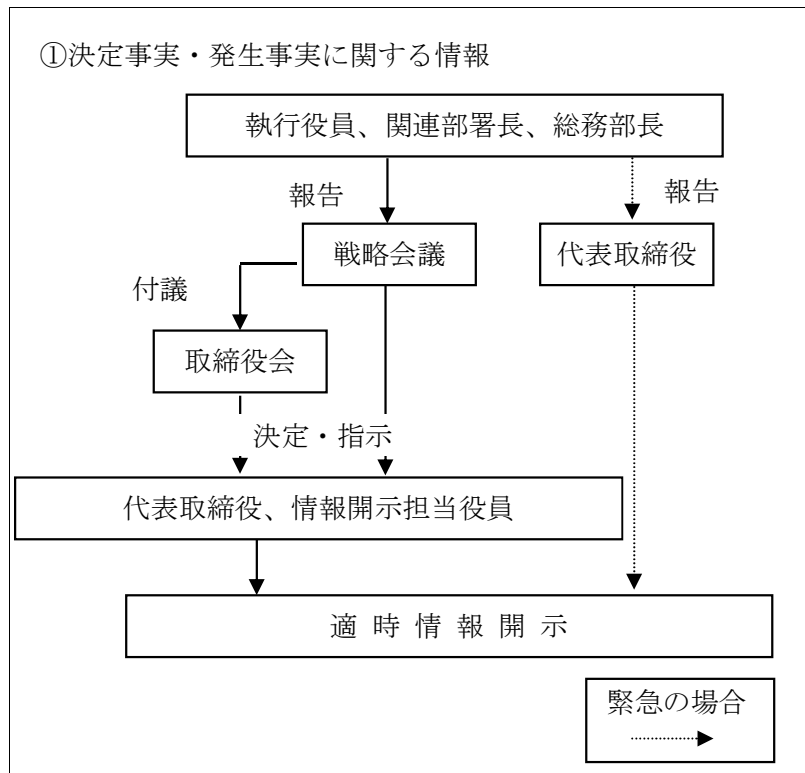 ①決定事実・発生事実に関する情報
執行役員、関連部署長、総務部長
報告
報告
戦略会議
代表取締役
付議
取締役会
決定・指示
代表取締役、情報開示担当役員
適 時 情 報 開 示
緊急の場合